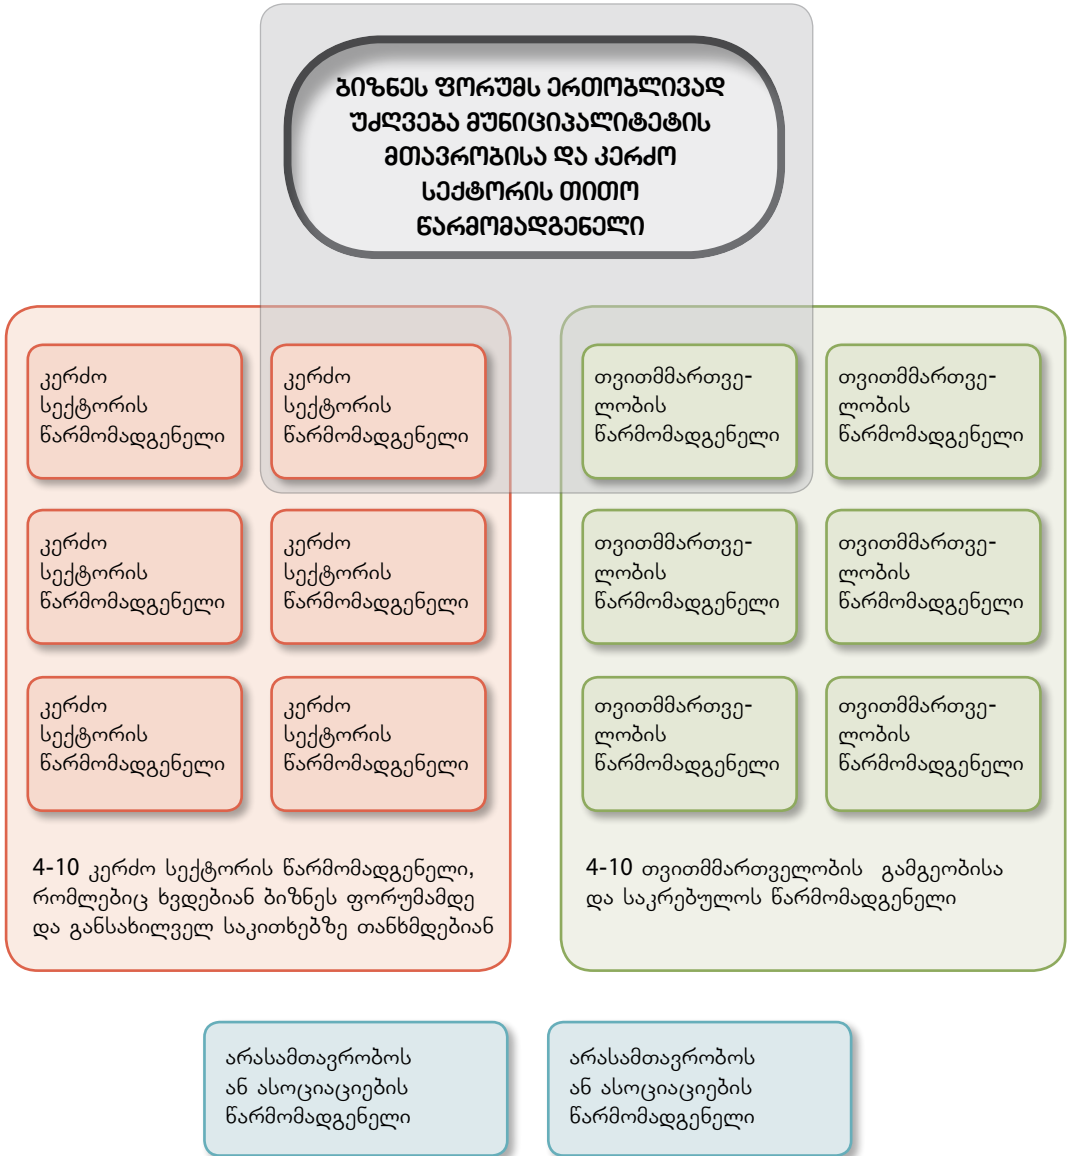 ბიზნეს ფორუმს ერთობლივად
უძღვება მუნიციპალიტეტის
მთავრობისა და კერძო
სექტორის თითო
წარმომადგენელი
კერძო
სექტორის
წარმომადგენელი
კერძო
სექტორის
წარმომადგენელი
თვითმმართვე-
ლობის
წარმომადგენელი
თვითმმართვე-
ლობის
წარმომადგენელი
კერძო
სექტორის
წარმომადგენელი
კერძო
სექტორის
წარმომადგენელი
თვითმმართვე-
ლობის
წარმომადგენელი
თვითმმართვე-
ლობის
წარმომადგენელი
კერძო
სექტორის
წარმომადგენელი
კერძო
სექტორის
წარმომადგენელი
თვითმმართვე-
ლობის
წარმომადგენელი
თვითმმართვე-
ლობის
წარმომადგენელი
4-10 კერძო სექტორის წარმომადგენელი,
რომლებიც ხვდებიან ბიზნეს ფორუმამდე
და განსახილველ საკითხებზე თანხმდებიან
4-10 თვითმმართველობის გამგეობისა
და საკრებულოს წარმომადგენელი
არასამთავრობოს
ან ასოციაციების
წარმომადგენელი
არასამთავრობოს
ან ასოციაციების
წარმომადგენელი